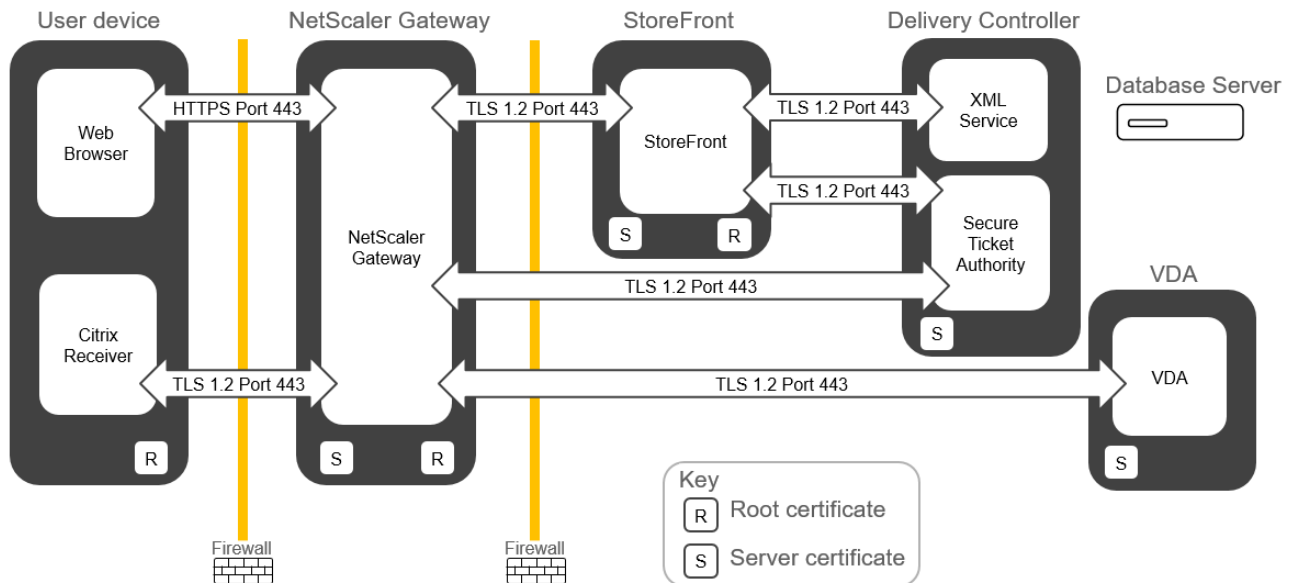 User device
NetScaler Gateway
StoreFront
Delivery Controller
Database Server
HTTPS Port 443
TLS 1.2 Port 443
TLS 1.2 Port 443
XML
Service
Web
Browser
StoreFront
TLS 1.2 Port 443
Secure
Ticket
Authority
S
R
NetScaler
Gateway
TLS 1.2 Port 443
VDA
S
Citrix
Receiver
TLS 1.2 Port 443
TLS 1.2 Port 443
VDA
R
S
R
S
Key
R
Root certificate
S
Server certificate
Firewall
Firewall